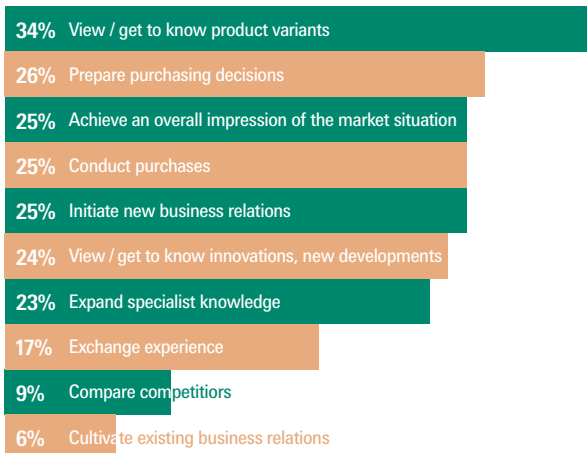 34% View / get to know product variants
26% Prepare purchasing decisions
25% Achieve an overall impression of the market situation
25% Conduct purchases
25% Initiate new business relations
24% View / get to know innovations, new developments
23% Expand specialist knowledge
17% Exchange experience
9% Compare competitiors
6% Cultivate existing business relations